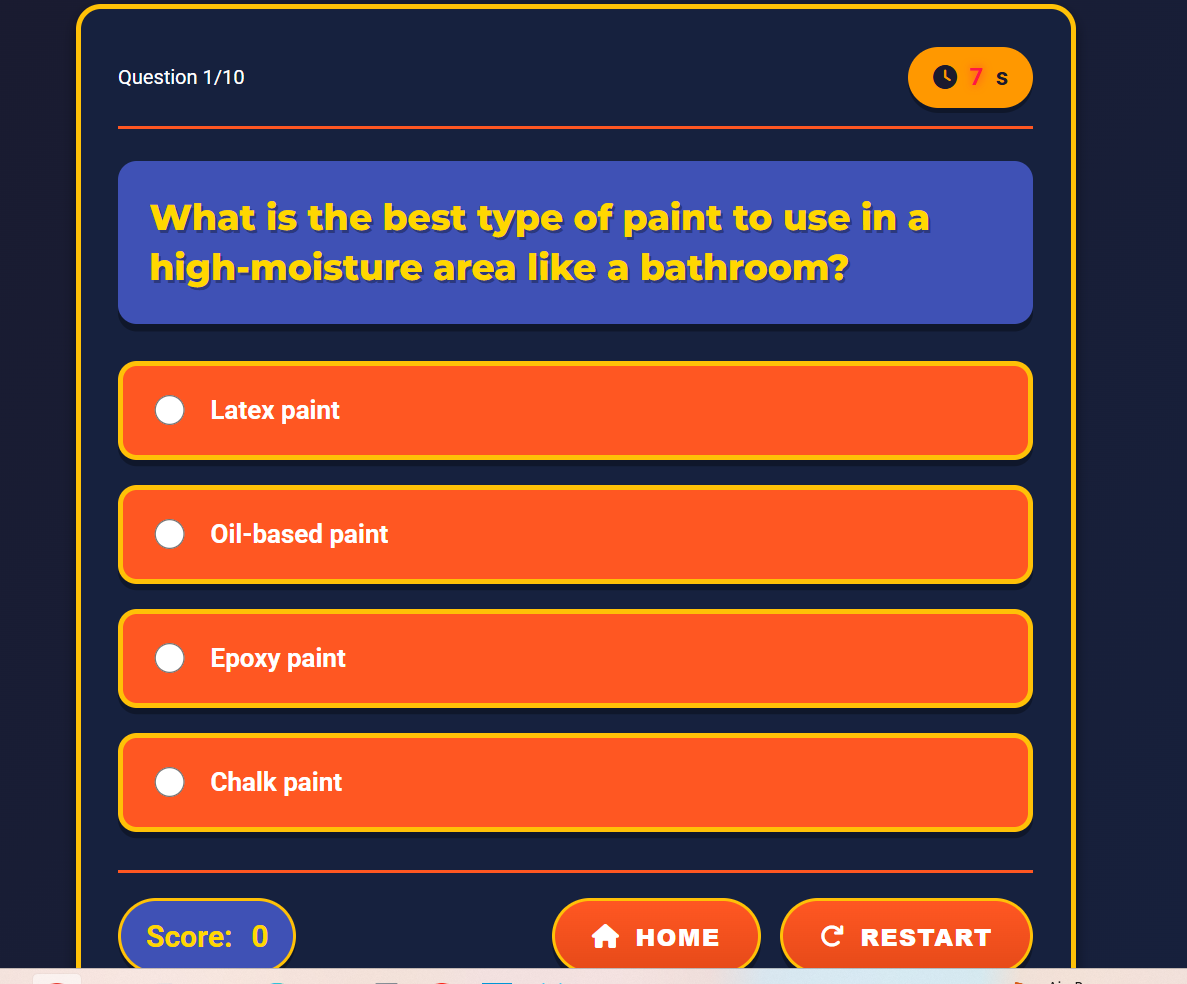 Question 1/10
7 s
What is the best type of paint to use in a
high-moisture area like a bathroom?
Latex paint
Oil-based paint
Epoxy paint
Chalk paint
Score: 0
HOME
RESTART